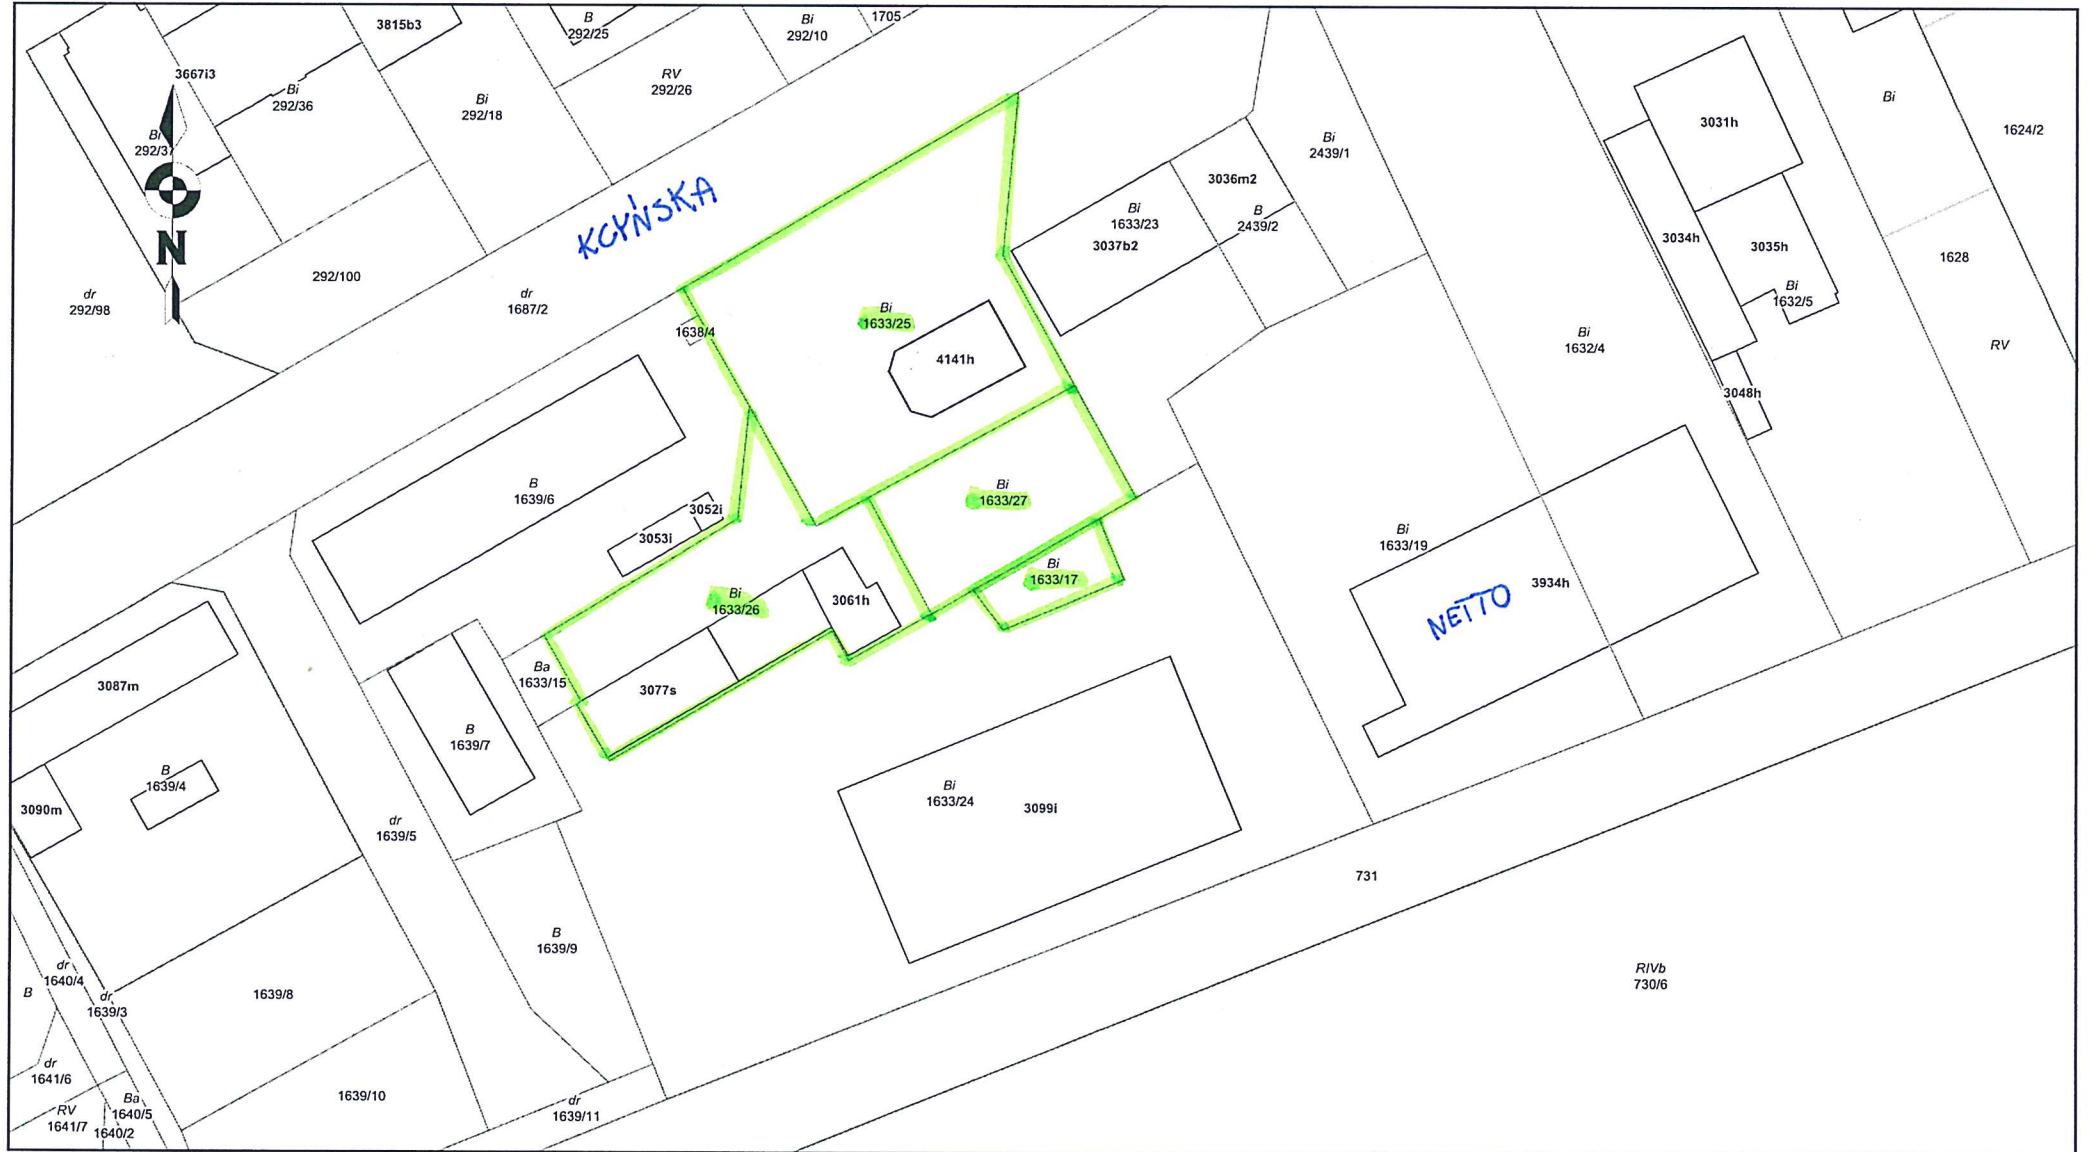 3815b3
B
292/25
Bi
292/10
1705
3667i3
Bi
292/36
Bi
292/18
RV
292/26
Bi
292/37
N
292/100
dr
292/98
dr
1687/2
KCYŃSKA
Bi
1633/25
4141h
1638/4
Bi
1633/23
3037b2
3036m2
B
2439/2
Bi
2439/1
3031h
3034h
3035h
Bi
1632/5
Bi
1624/2
1628
RV
Bi
1632/4
3048h
B
1639/6
3052i
3053i
Bi
1633/27
Bi
1633/17
Bi
1633/26
3061h
Bi
1633/19
3934h
NETTO
3087m
Ba
1633/15
3077s
B
1639/7
B
1639/4
3090m
dr
1639/5
Bi
1633/24
3099i
731
B
1639/9
RIVb
730/6
dr
1640/4
B
dr
1639/3
1639/8
dr
1641/6
RV
1641/7
Ba
1640/5
1640/2
1639/10
dr
1639/11